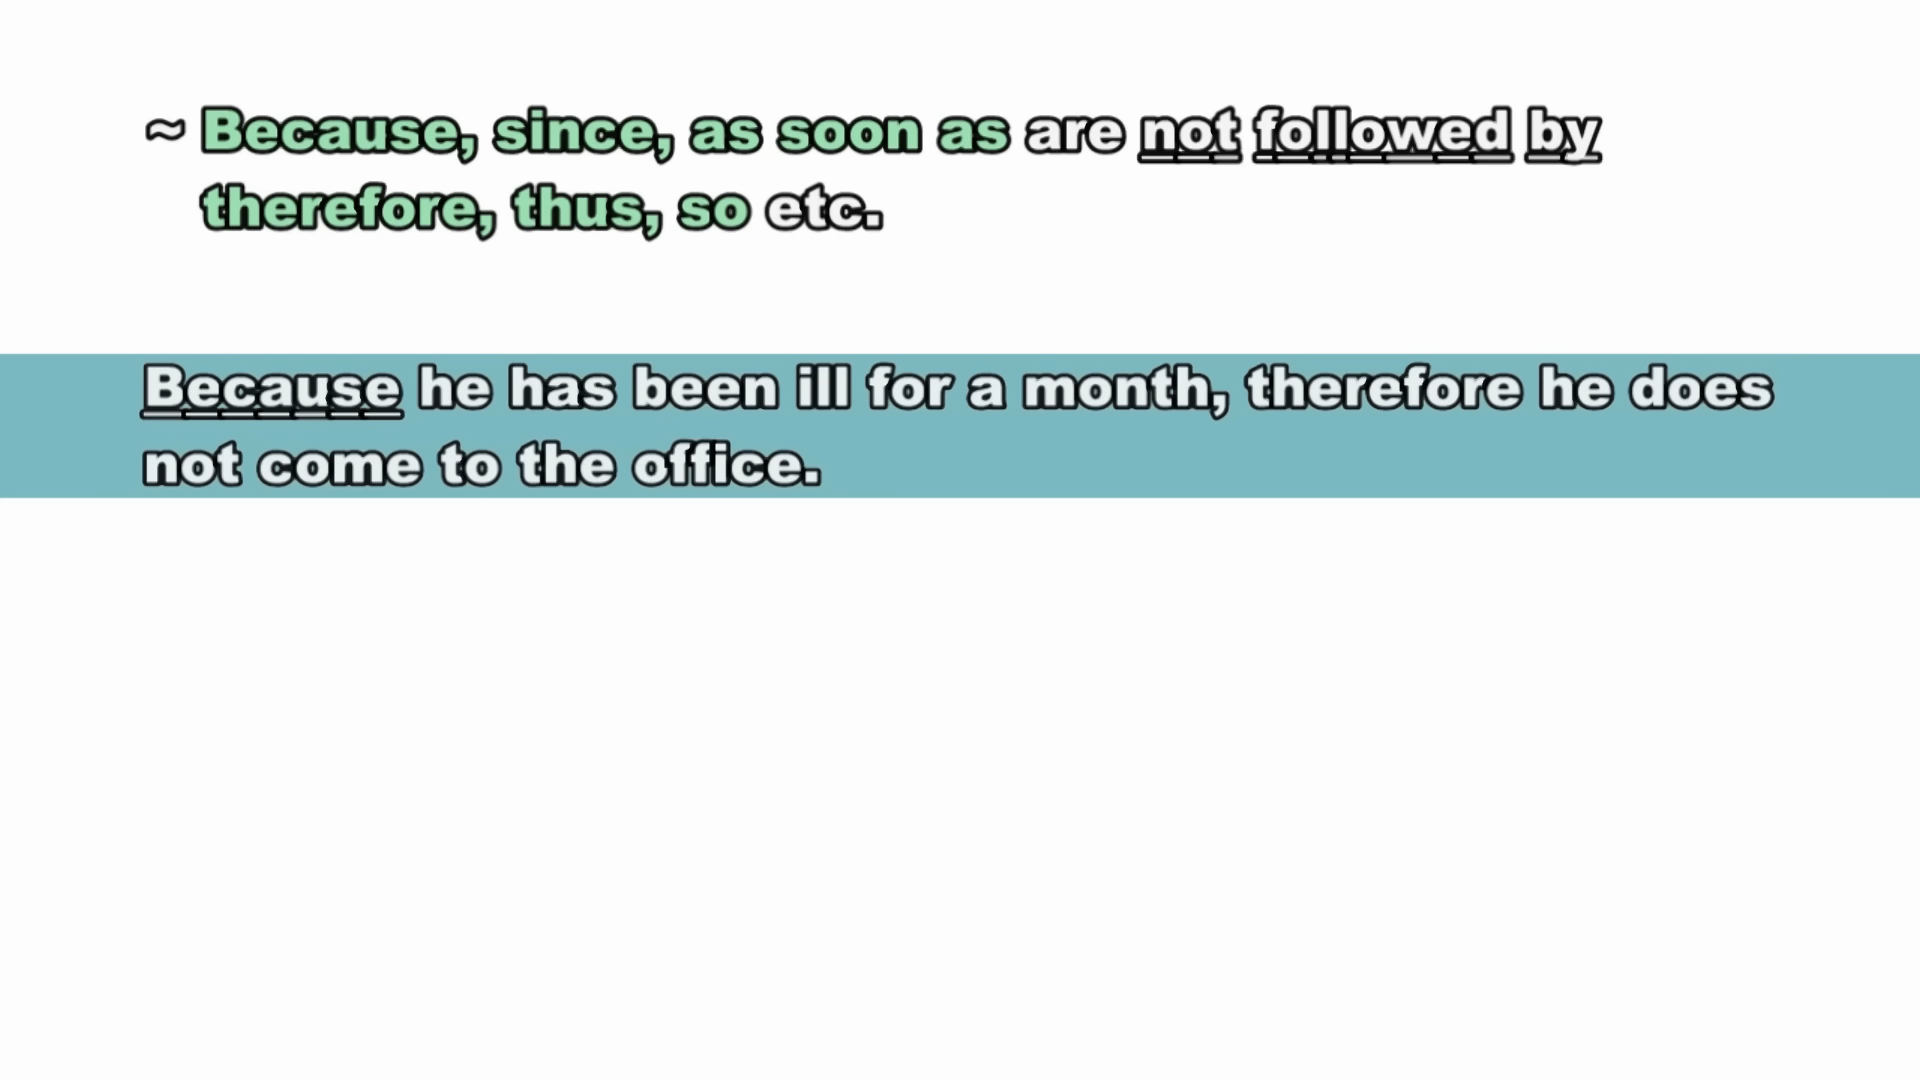 ~ Because, since, as soon as are not followed by
therefore, thus, so etc.
Because he has been ill for a month, therefore he does
not come to the office.